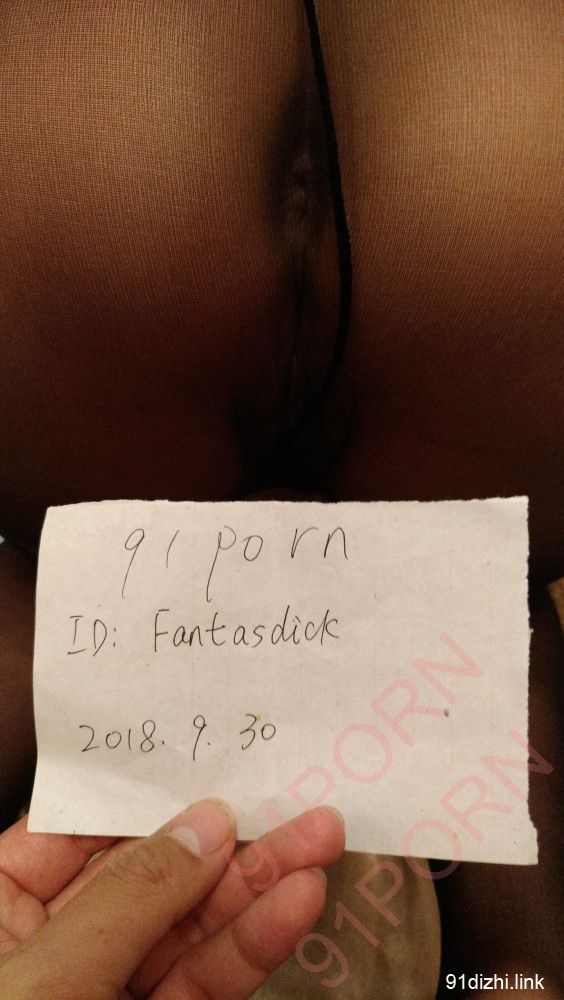 91porn
ID: Fantasdick
2018. 9. 30
91PORN
91PORN
91dizhi.link